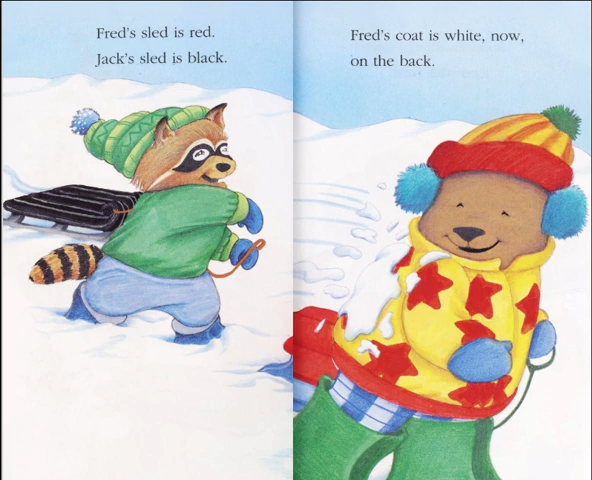 Fred's sled is red.
Jack's sled is black.
Fred's coat is white, now,
on the back.